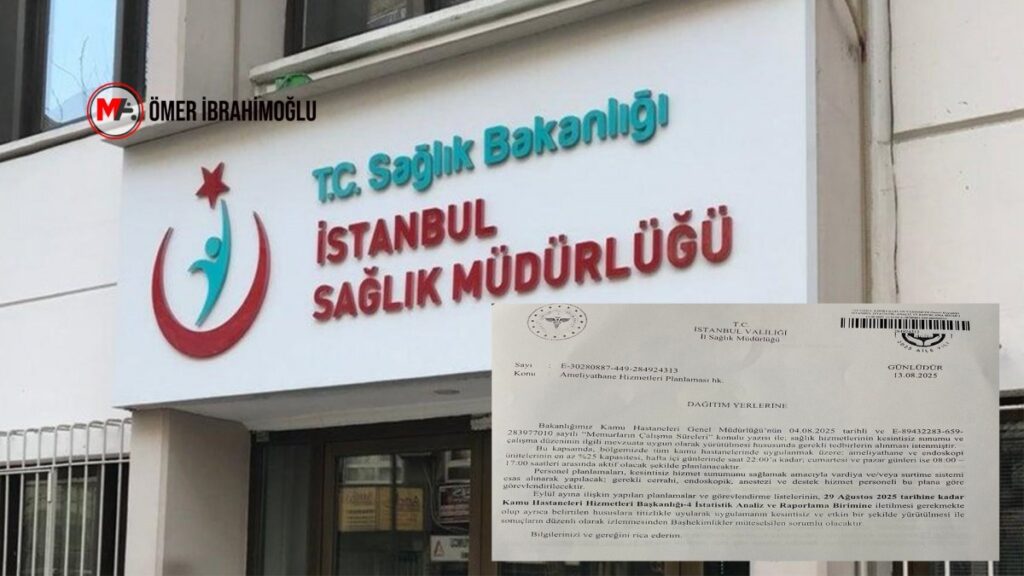 MA ÖMER İBRAHİMOĞLU
T.C. Sağlık Bakanlığı
İSTANBUL
SAĞLIK MÜDÜRLÜĞÜ
T.C.
İSTANBUL VALİLİĞİ
İl Sağlık Müdürlüğü
Sayı : E-30280887-449-284924313
Konu : Ameliyathane Hizmetleri Planlaması hk.
GÜNLÜDÜR
13.08.2025
DAĞITIM YERLERİNE
Bakanlığımız Kamu Hastaneleri Genel Müdürlüğü'nün 04.08.2025 tarihli ve E-89432283-659-
283977010 sayılı "Memurların Çalışma Süreleri" konulu yazısı ile; sağlık hizmetlerinin kesintisiz sunumu ve
çalışma düzeninin ilgili mevzuata uygun olarak yürütülmesi hususunda gerekli tedbirlerin alınması istenmiştir.
Bu kapsamda, bölgemizde tüm kamu hastanelerinde uygulanmak üzere; ameliyathane ve endoskopi
ünitelerinin en az %25 kapasitesi, hafta içi günlerinde saat 22:00'a kadar, cumartesi ve pazar günleri ise 08:00 –
17:00 saatleri arasında aktif olacak şekilde planlanacaktır.
Personel planlamaları, kesintisiz hizmet sunumunu sağlamak amacıyla vardiya ve/veya sürtime sistemi
esas alınarak yapılacak; gerekli cerrahi, endoskopik, anestezi ve destek hizmet personeli bu plana göre
görevlendirilecektir.
Eylül ayına ilişkin yapılan planlamalar ve görevlendirme listelerinin, 29 Ağustos 2025 tarihine kadar
Kamu Hastaneleri Hizmetleri Başkanlığı-4 İstatistik Analiz ve Raporlama Birimine iletilmesi gerekmekte
olup ayrıca belirtilen hususlara titizlikle uyularak uygulamanın kesintisiz ve etkin bir şekilde yürütülmesi ile
sonuçların düzenli olarak izlenmesinden Başhekimlikler müteselsilen sorumlu olacaktır.
Bilgilerinizi ve gereğini rica ederim.